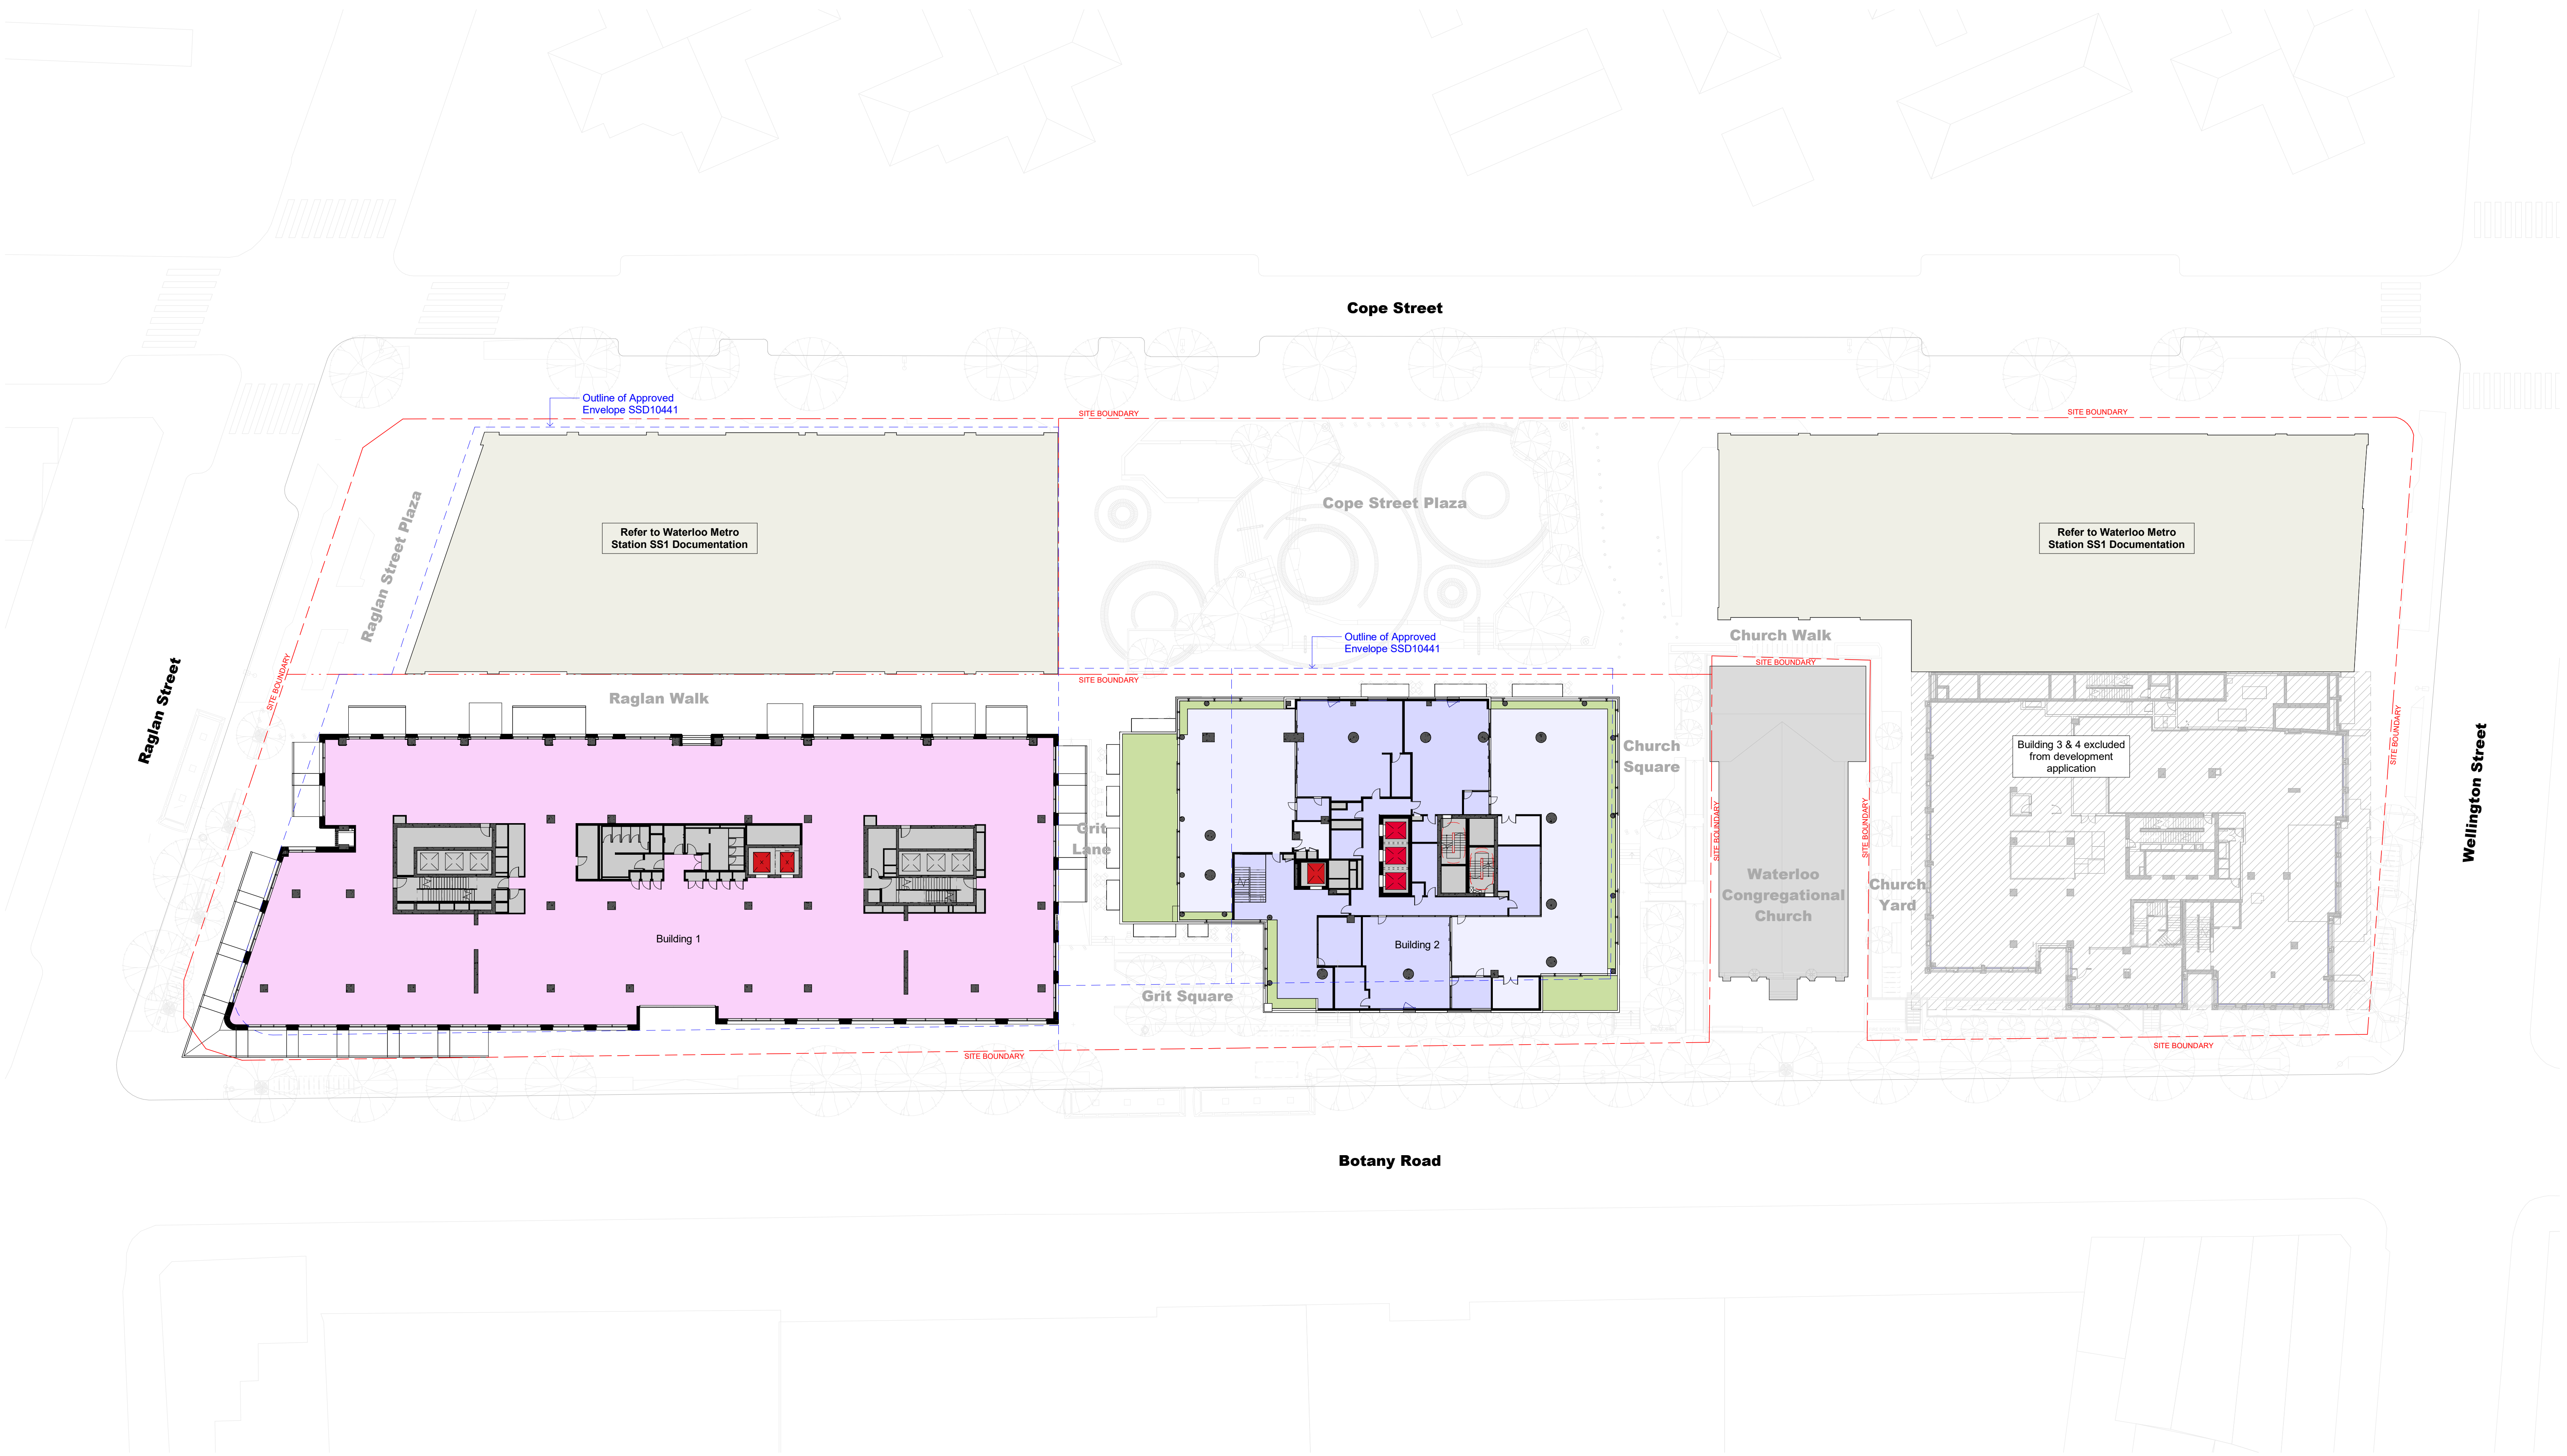 Cope Street
Outline of Approved
Envelope SSD10441
SITE BOUNDARY
SITE BOUNDARY
Raglan Street Plaza
Refer to Waterloo Metro
Station SS1 Documentation
Cope Street Plaza
Refer to Waterloo Metro
Station SS1 Documentation
Outline of Approved
Envelope SSD10441
Church Walk
SITE BOUNDARY
SITE BOUNDARY
SITE BOUNDARY
Raglan Walk
Raglan Street
Church
Square
SITE BOUNDARY
Building 3 & 4 excluded
from development
application
Wellington Street
Grit
Lane
SITE BOUNDARY
SITE BOUNDARY
Waterloo
Congregational
Church
Church
Yard
Building 1
Building 2
Grit Square
SITE BOUNDARY
SITE BOUNDARY
Botany Road